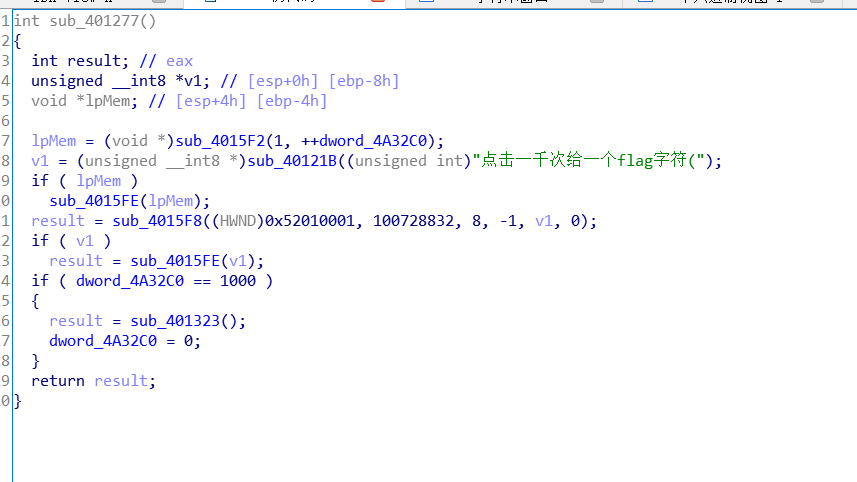 1 int sub_401277()
2 {
3 int result; // eax
4 unsigned __int8 *v1; // [esp+0h] [ebp-8h]
5 void *lpMem; // [esp+4h] [ebp-4h]
6
7 lpMem = (void *)sub_4015F2(1, ++dword_4A32C0);
8 v1 = (unsigned __int8 *)sub_40121B((unsigned int)"点击一千次给一个flag字符(");
9 if ( lpMem )
0 sub_4015FE(lpMem);
1 result = sub_4015F8((HWND)0x52010001, 100728832, 8, -1, v1, 0);
2 if ( v1 )
3 result = sub_4015FE(v1);
4 if ( dword_4A32C0 == 1000 )
5 {
6 result = sub_401323();
7 dword_4A32C0 = 0;
8 }
9 return result;
0 }